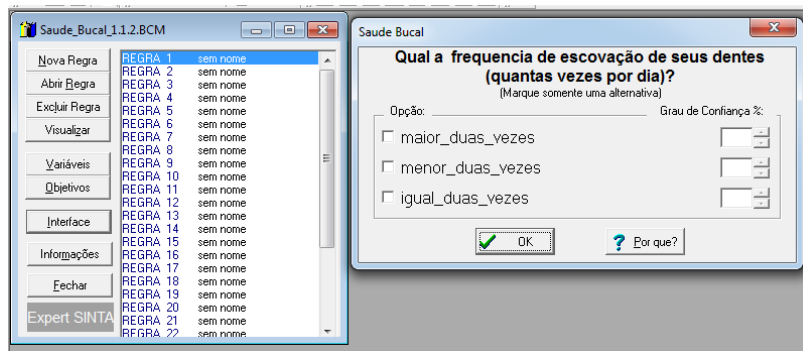 Saude_Bucal_1.1.2.BCM
Nova Regra
Abrir Regra
Excluir Regra
Visualizar
Variáveis
Objetivos
Interface
Informações
Fechar
Expert SINTA
REGRA 1 sem nome
REGRA 2 sem nome
REGRA 3 sem nome
REGRA 4 sem nome
REGRA 5 sem nome
REGRA 6 sem nome
REGRA 7 sem nome
REGRA 8 sem nome
REGRA 9 sem nome
REGRA 10 sem nome
REGRA 11 sem nome
REGRA 12 sem nome
REGRA 13 sem nome
REGRA 14 sem nome
REGRA 15 sem nome
REGRA 16 sem nome
REGRA 17 sem nome
REGRA 18 sem nome
REGRA 19 sem nome
REGRA 20 sem nome
REGRA 21 sem nome
REGRA 22 sem nome
Saude Bucal
Qual a frequencia de escovação de seus dentes
(quantas vezes por dia)?
(Marque somente uma alternativa)
Opção: Grau de Confiança %:
maior_duas_vezes
menor_duas_vezes
igual_duas_vezes
OK ? Por que?